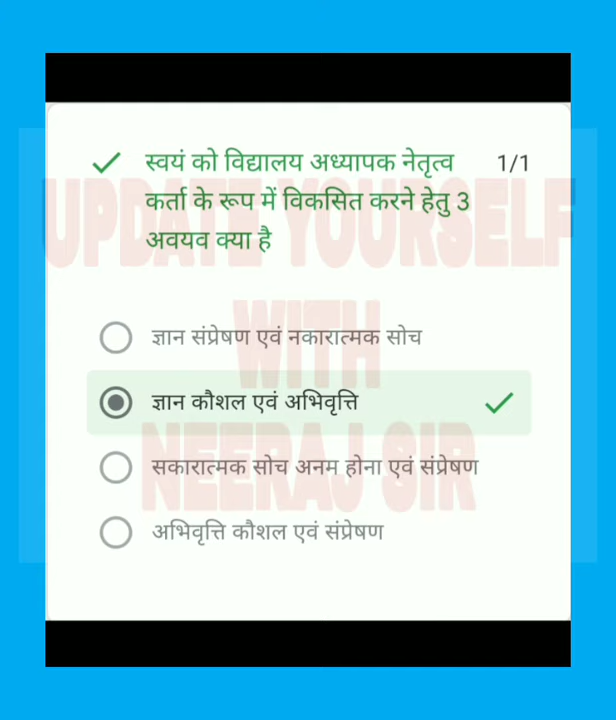 स्वयं को विद्यालय अध्यापक नेतृत्व 1/1
कर्ता के रूप में विकसित करने हेतु 3
अवयव क्या है
ज्ञान संप्रेषण एवं नकारात्मक सोच
ज्ञान कौशल एवं अभिवृत्ति
सकारात्मक सोच अनम होना एवं संप्रेषण
अभिवृत्ति कौशल एवं संप्रेषण
UPDATE YOURSELF
WITH
NEERAJ SIR